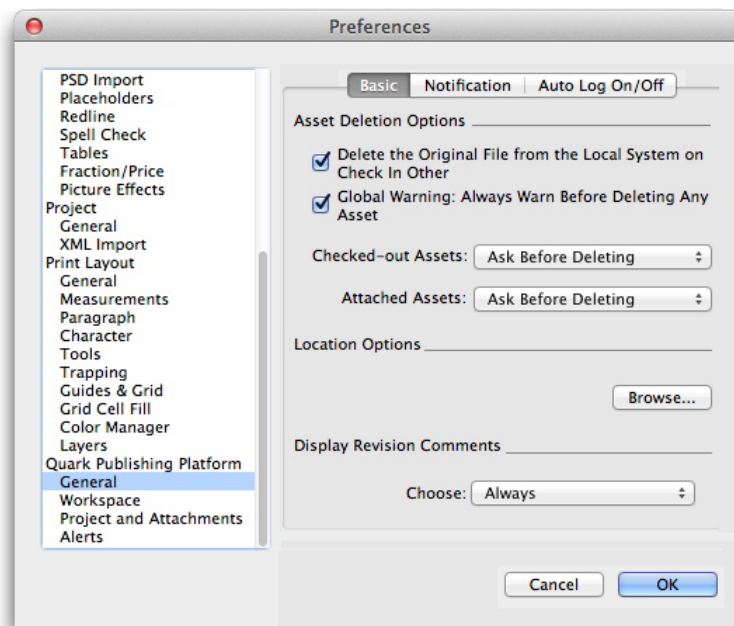 Preferences
PSD Import
Placeholders
Redline
Spell Check
Tables
Fraction/Price
Picture Effects
Project
General
XML Import
Print Layout
General
Measurements
Paragraph
Character
Tools
Trapping
Guides & Grid
Grid Cell Fill
Color Manager
Layers
Quark Publishing Platform
General
Workspace
Project and Attachments
Alerts
Basic Notification Auto Log On/Off
Asset Deletion Options
Delete the Original File from the Local System on
Check In Other
Global Warning: Always Warn Before Deleting Any
Asset
Checked-out Assets: Ask Before Deleting
Attached Assets: Ask Before Deleting
Location Options
Browse...
Display Revision Comments
Choose: Always
Cancel OK